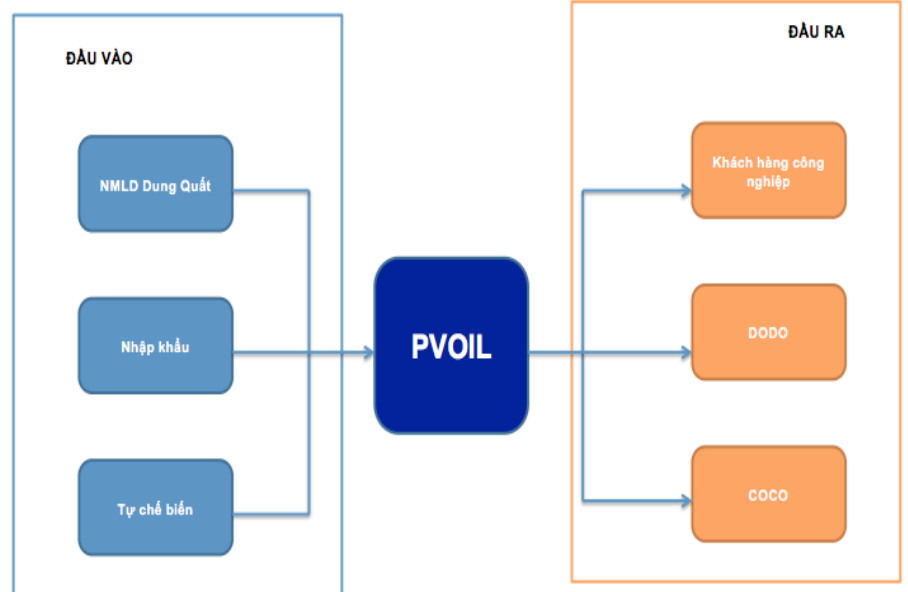 ĐẦU VÀO
ĐẦU RA
NMLD Dung Quất
Nhập khẩu
Tự chế biến
PVOIL
Khách hàng công
nghiệp
DODO
COCO